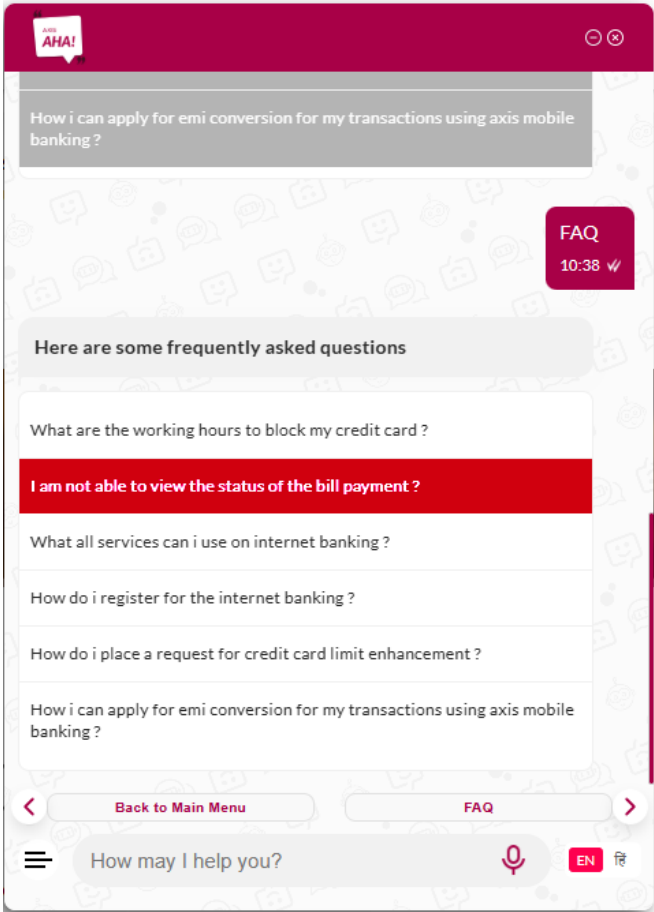 AXIS
AHA!
How i can apply for emi conversion for my transactions using axis mobile
banking ?
FAQ
10:38
Here are some frequently asked questions
What are the working hours to block my credit card ?
I am not able to view the status of the bill payment ?
What all services can i use on internet banking ?
How do i register for the internet banking ?
How do i place a request for credit card limit enhancement ?
How i can apply for emi conversion for my transactions using axis mobile
banking ?
Back to Main Menu
FAQ
How may I help you?
EN
हिं